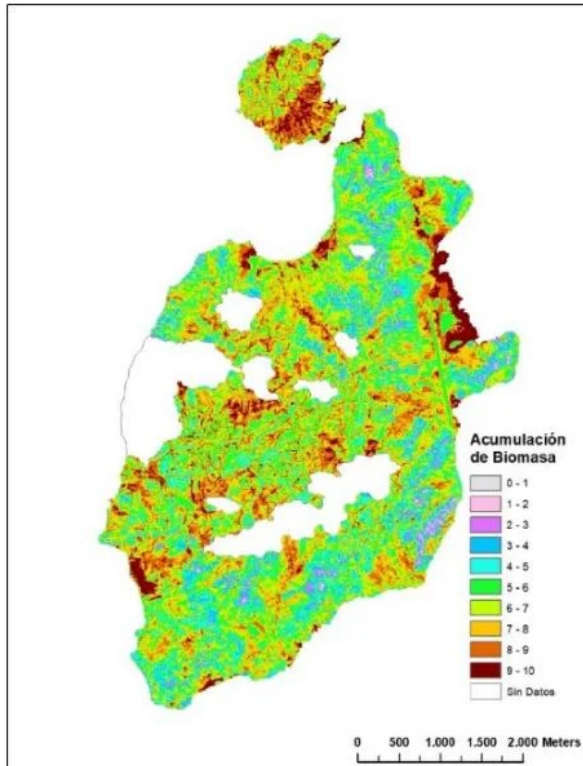 Acumulación
de Biomasa
0 - 1
1 - 2
2 - 3
3 - 4
4 - 5
5 - 6
6 - 7
7 - 8
8 - 9
9 - 10
Sin Datos
0 500 1.000 1.500 2.000 Meters